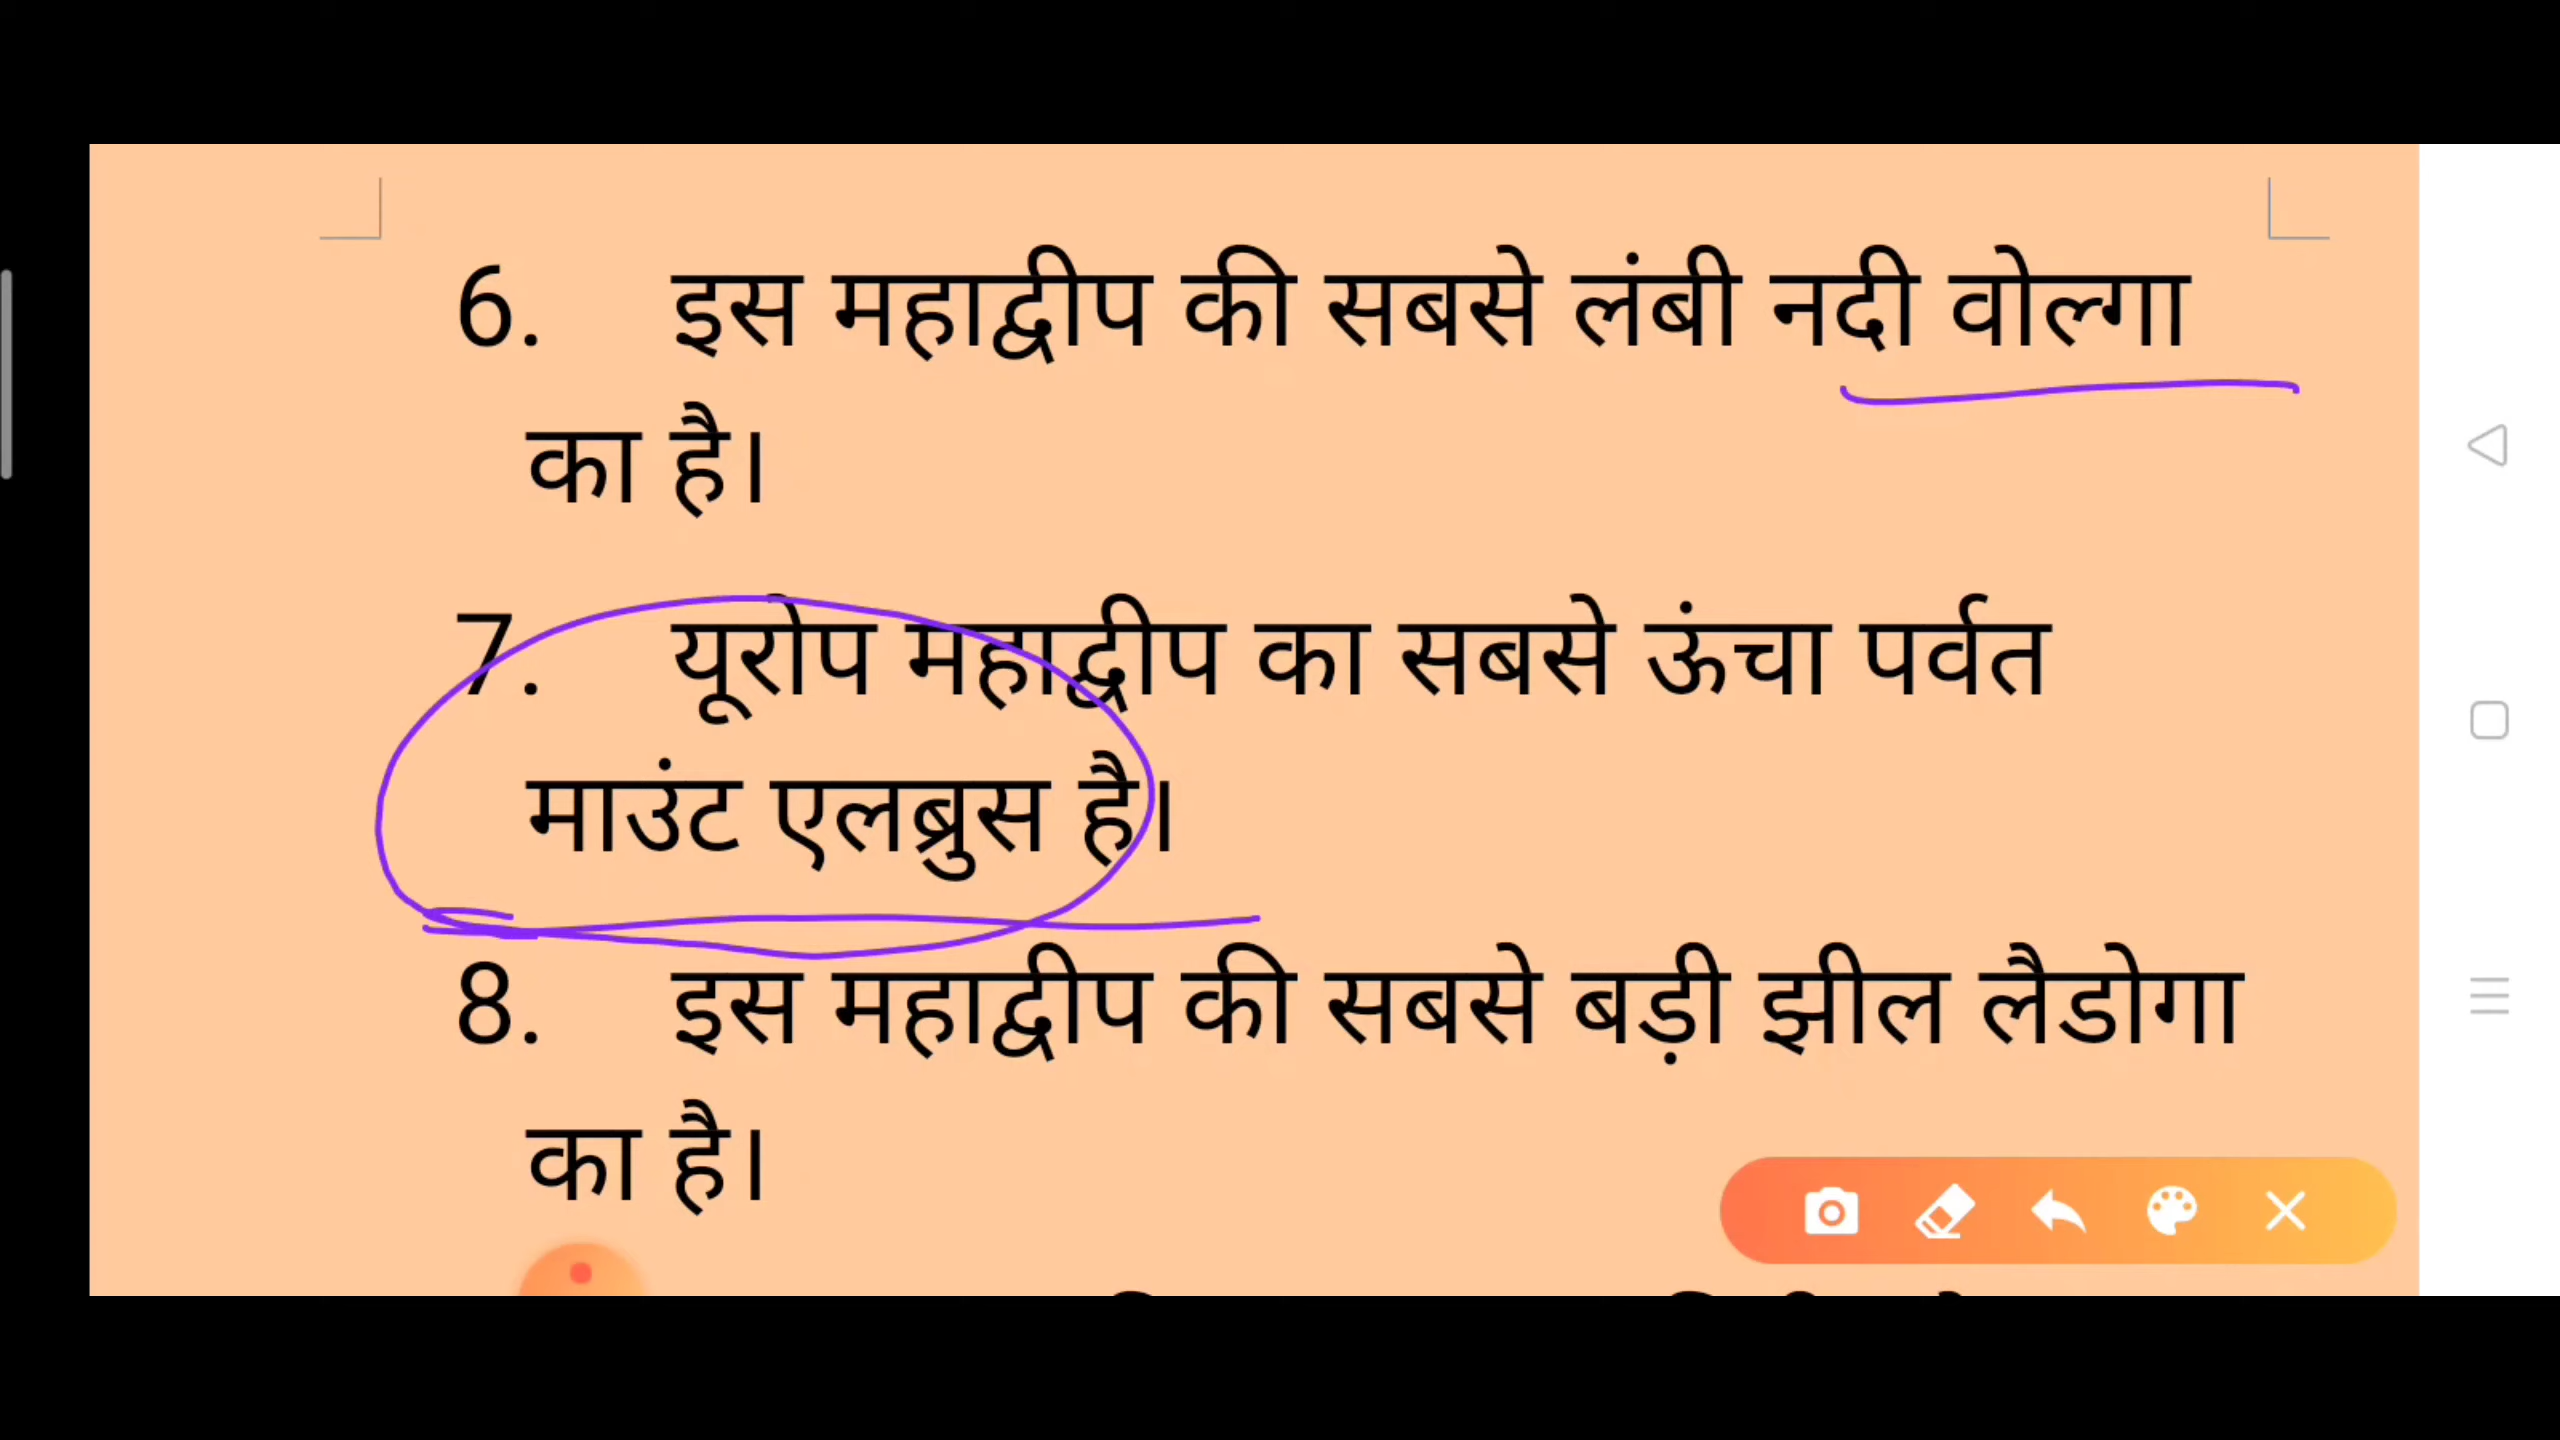 6. इस महाद्वीप की सबसे लंबी नदी वोल्गा
का है।
7. यूरोप महाद्वीप का सबसे ऊंचा पर्वत
माउंट एलब्रुस है।
8. इस महाद्वीप की सबसे बड़ी झील लैडोगा
का है।